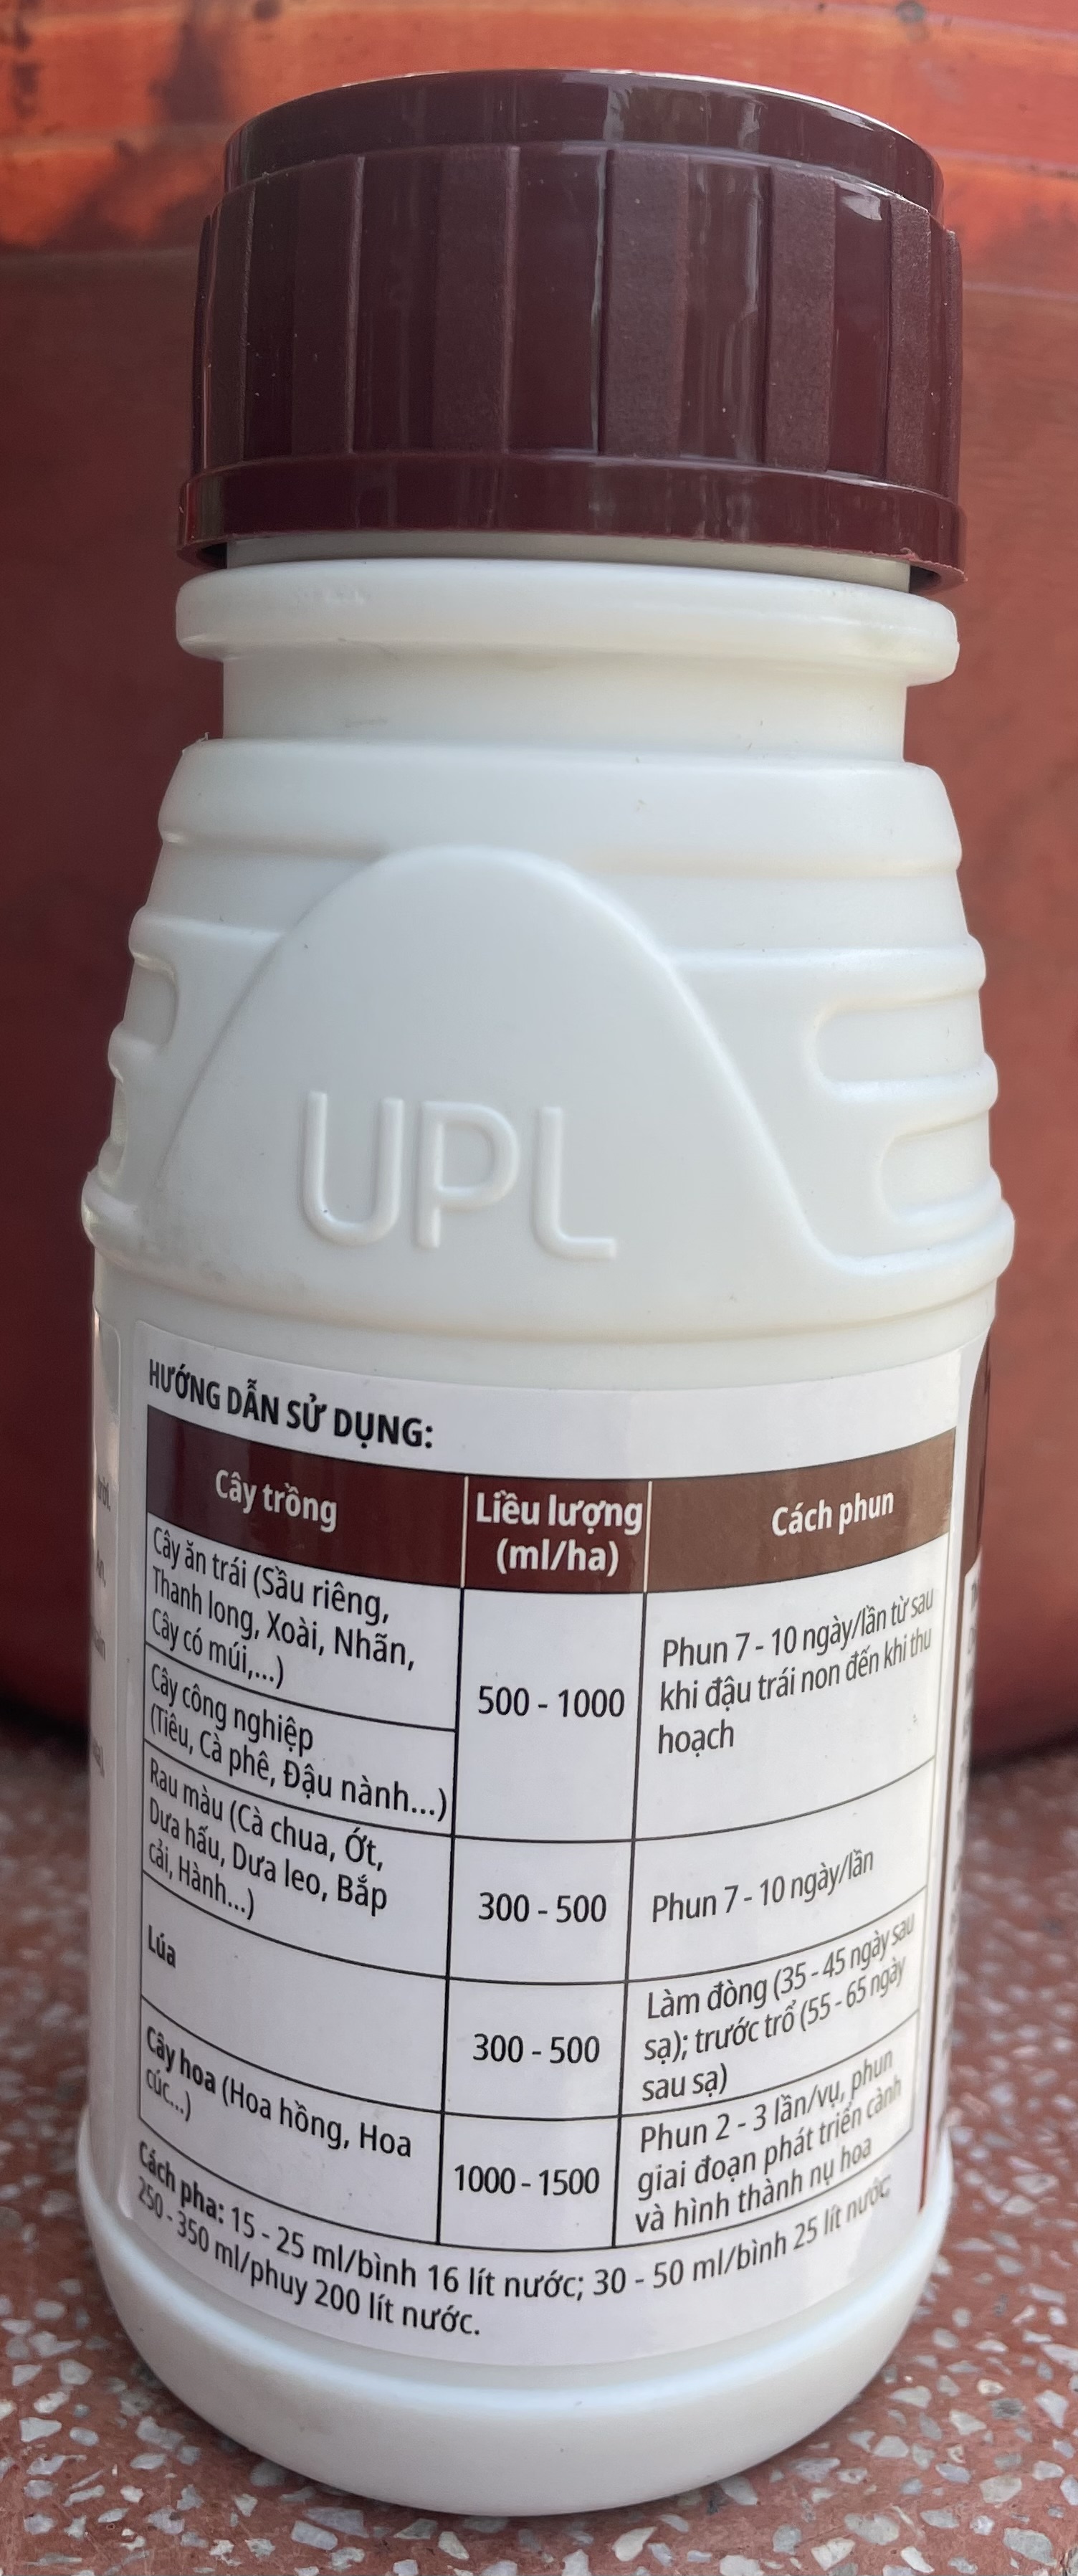 UPL
HƯỚNG DẪN SỬ DỤNG:
Cây trồng
Liều lượng
(ml/ha)
Cách phun
Cây ăn trái (Sầu riêng,
Thanh long, Xoài, Nhãn,
Cây có múi,...)
Cây công nghiệp
(Tiêu, Cà phê, Đậu nành...)
500 - 1000
Phun 7 - 10 ngày/lần từ sau
khi đậu trái non đến khi thu
hoạch
Rau màu (Cà chua, Ớt,
Dưa hấu, Dưa leo, Bắp
cải, Hành...)
300 - 500
Phun 7 - 10 ngày/lần
Lúa
300 - 500
Làm đòng (35 - 45 ngày sau
sạ); trước trổ (55 - 65 ngày
sau sạ)
Cây hoa (Hoa hồng, Hoa
cúc...)
1000 - 1500
Phun 2 - 3 lần/vụ, phun
giai đoạn phát triển cành
và hình thành nụ hoa
Cách pha: 15 - 25 ml/bình 16 lít nước; 30 - 50 ml/bình 25 lít nước;
250 - 350 ml/phuy 200 lít nước.